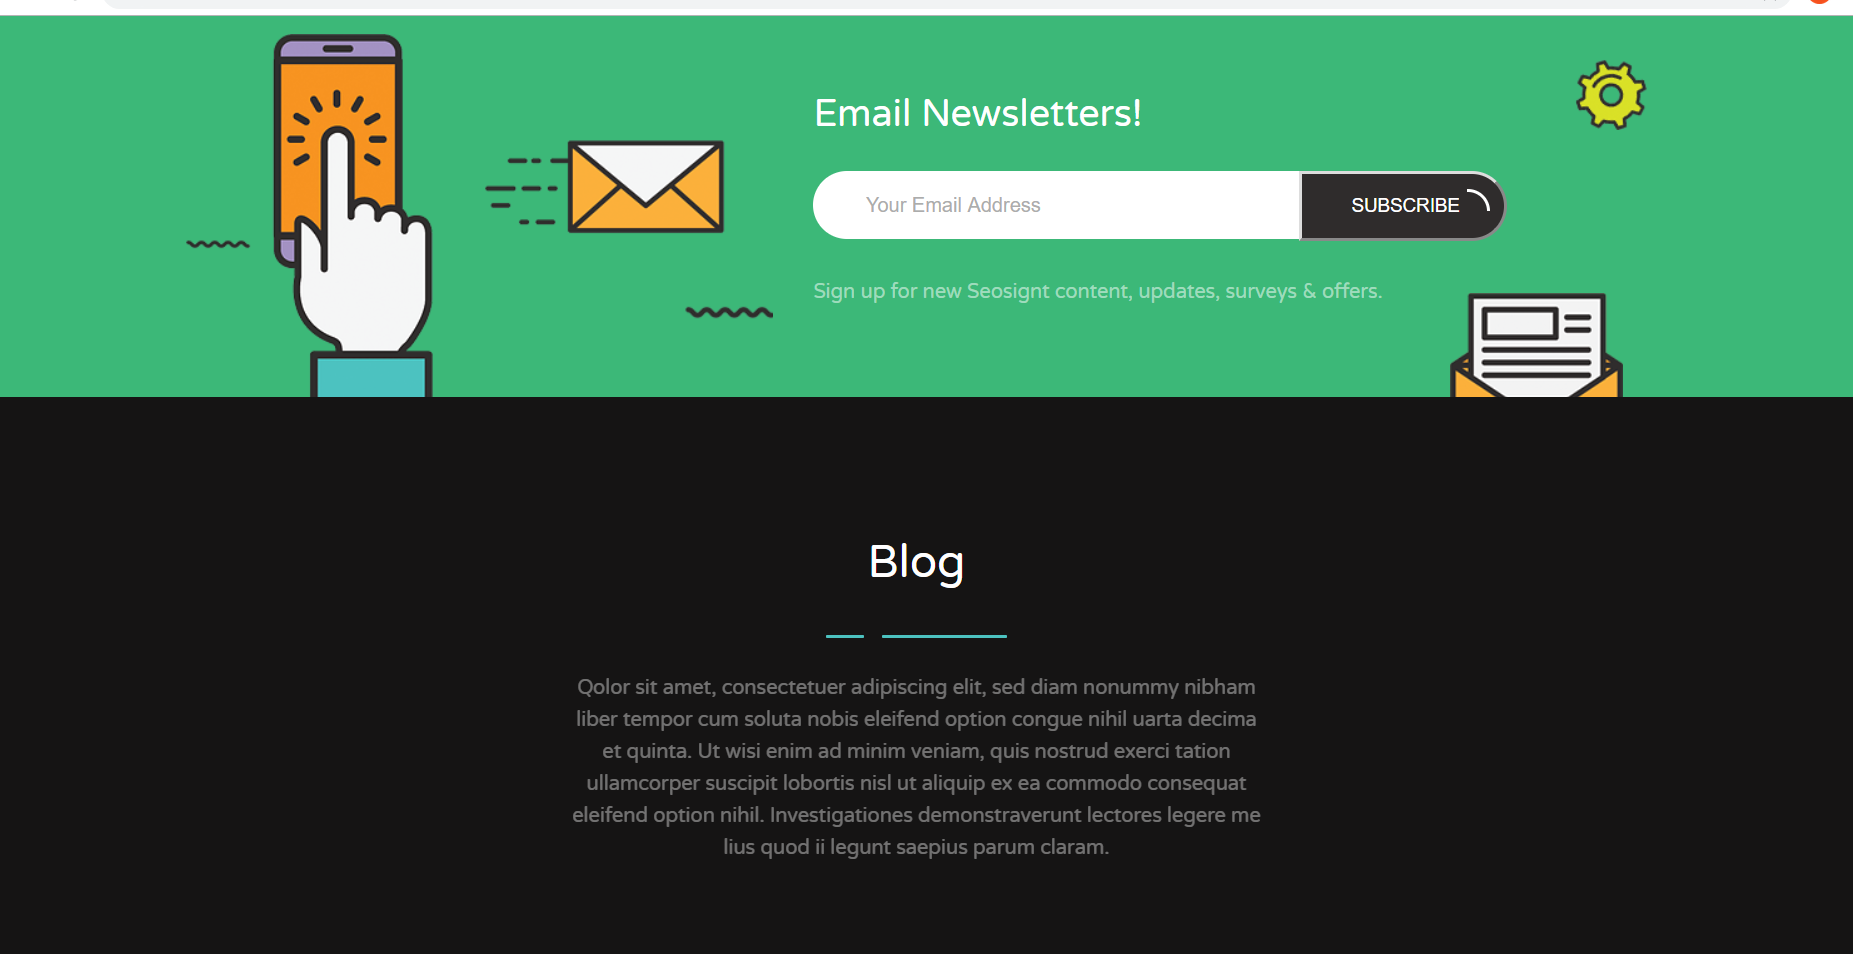 Email Newsletters!
Your Email Address
SUBSCRIBE
Sign up for new Seosignt content, updates, surveys & offers.
Blog
Qolor sit amet, consectetuer adipiscing elit, sed diam nonummy nibham
liber tempor cum soluta nobis eleifend option congue nihil uarta decima
et quinta. Ut wisi enim ad minim veniam, quis nostrud exerci tation
ullamcorper suscipit lobortis nisl ut aliquip ex ea commodo consequat
eleifend option nihil. Investigationes demonstraverunt lectores legere me
lius quod ii legunt saepius parum claram.